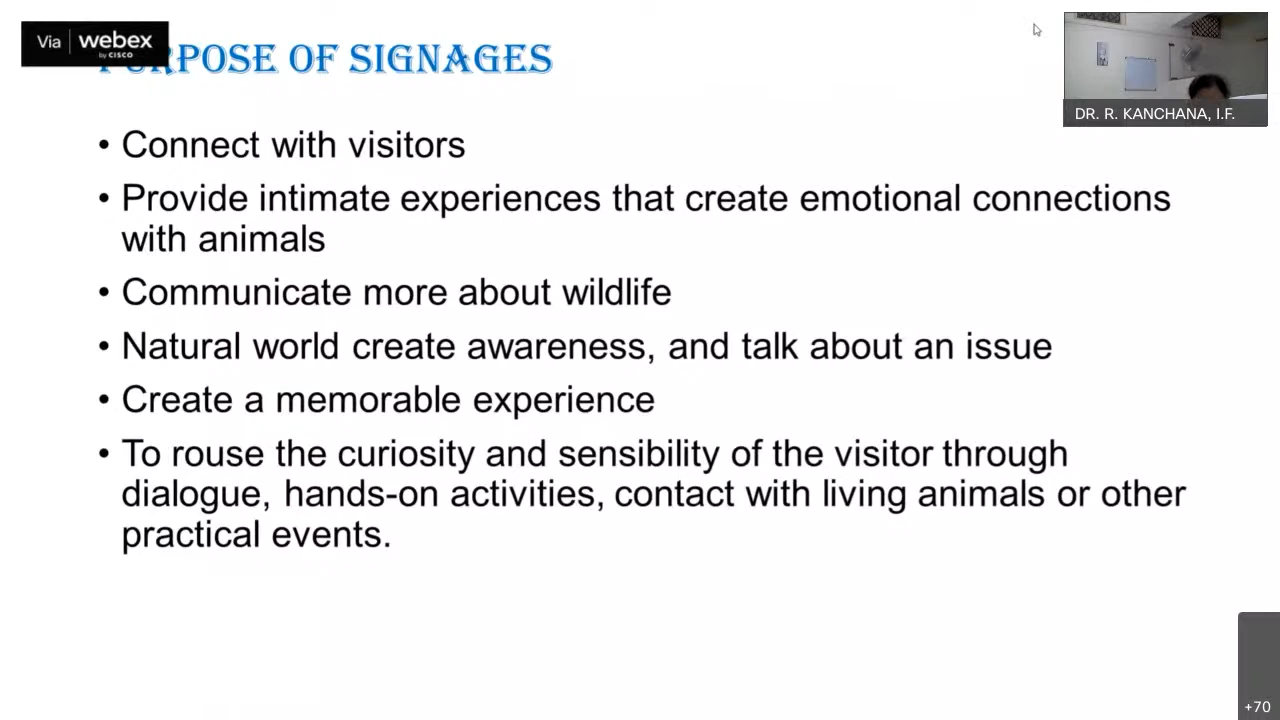 Via webex
by CISCO
PURPOSE OF SIGNAGES
DR. R. KANCHANA, I.F.
• Connect with visitors
• Provide intimate experiences that create emotional connections
with animals
• Communicate more about wildlife
• Natural world create awareness, and talk about an issue
• Create a memorable experience
• To rouse the curiosity and sensibility of the visitor through
dialogue, hands-on activities, contact with living animals or other
practical events.
+70